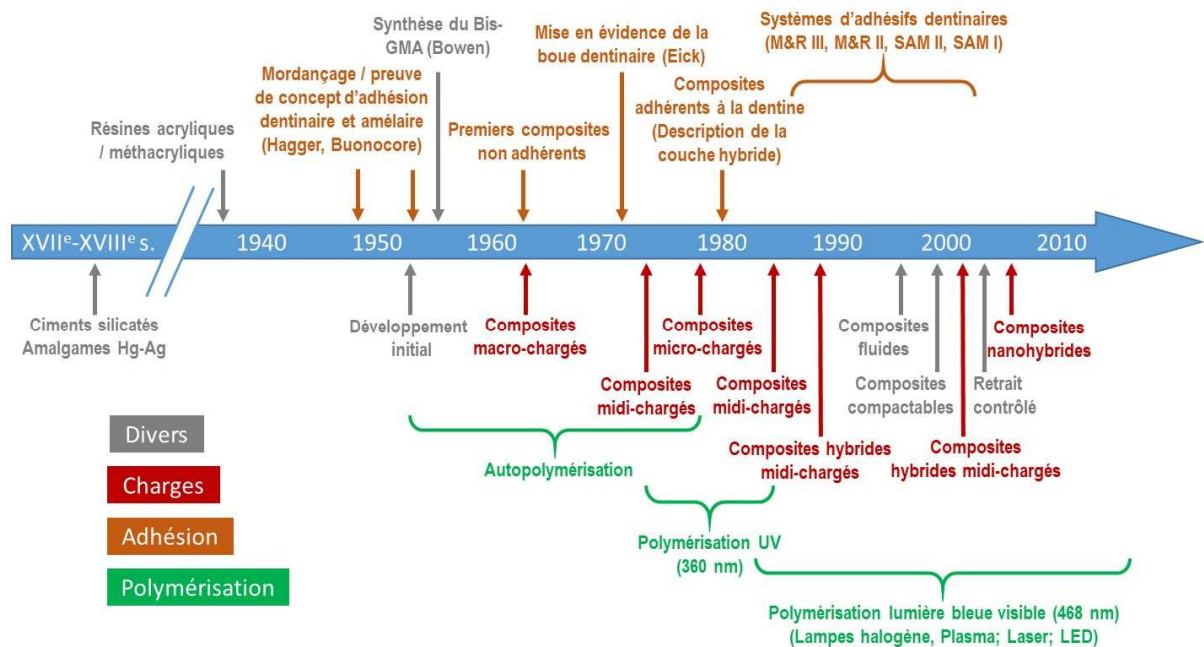 Synthèse du Bis-
GMA (Bowen)
Mise en évidence de la
boue dentinaire (Eick)
Systèmes d'adhésifs dentinaires
(M&R III, M&R II, SAM II, SAM I)
Mordançage / preuve
de concept d'adhésion
dentinaire et amélaire
(Hagger, Buonocore)
Composites
adhérents à la dentine
(Description de la
couche hybride)
Résines acryliques
/ méthacryliques
Premiers composites
non adhérents
XVIIe-XVIIIe s.
1940
1950
1960
1970
1980
1990
2000
2010
Ciments silicatés
Amalgames Hg-Ag
Développement
initial
Composites
macro-chargés
Composites
micro-chargés
Composites
fluides
Composites
nanohybrides
Composites
midi-chargés
Composites
midi-chargés
Composites
compactables
Retrait
contrôlé
Composites hybrides
midi-chargés
Composites
hybrides midi-chargés
Autopolymérisation
Polymérisation UV
(360 nm)
Polymérisation lumière bleue visible (468 nm)
(Lampes halogène, Plasma; Laser; LED)
Divers
Charges
Adhésion
Polymérisation